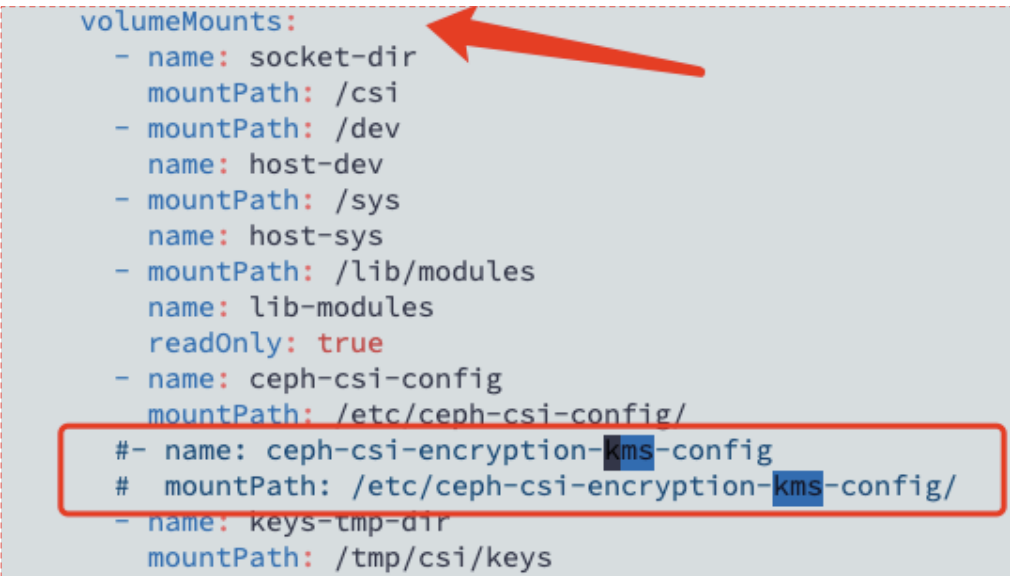 volumeMounts:
- name: socket-dir
mountPath: /csi
- mountPath: /dev
name: host-dev
- mountPath: /sys
name: host-sys
- mountPath: /lib/modules
name: lib-modules
readOnly: true
- name: ceph-csi-config
mountPath: /etc/ceph-csi-config/
#- name: ceph-csi-encryption-kms-config
#  mountPath: /etc/ceph-csi-encryption-kms-config/
- name: keys-tmp-dir
mountPath: /tmp/csi/keys